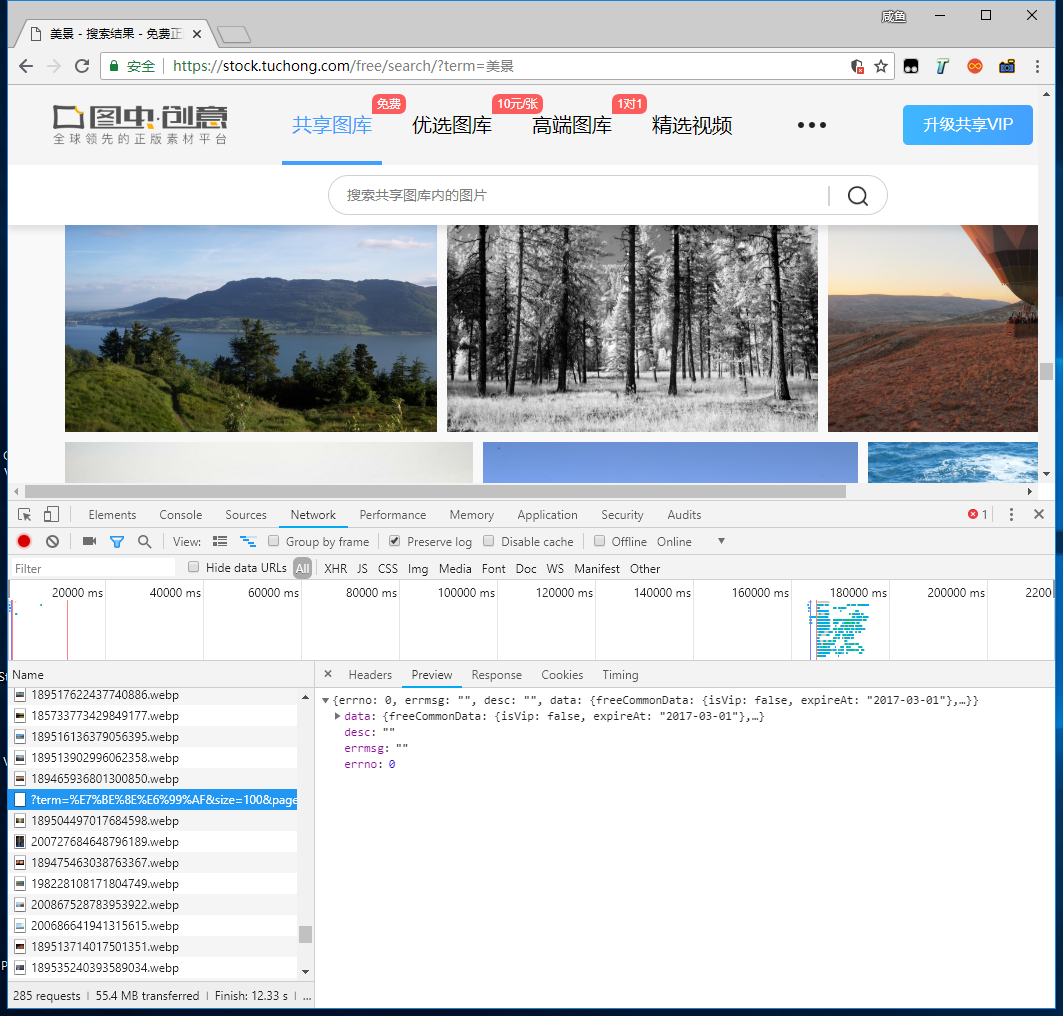 咸鱼
美景 - 搜索结果 - 免费正
安全 https://stock.tuchong.com/free/search/?term=美景
图虫·创意
全球领先的正版素材平台
共享图库 免费 优选图库 10元/张 高端图库 1对1 精选视频 ••• 升级共享VIP
搜索共享图库内的图片
Elements Console Sources Network Performance Memory Application Security Audits 1
View: Group by frame Preserve log Disable cache Offline Online
Filter Hide data URLs All XHR JS CSS Img Media Font Doc WS Manifest Other
20000 ms 40000 ms 60000 ms 80000 ms 100000 ms 120000 ms 140000 ms 160000 ms 180000 ms 200000 ms 2200
Name Headers Preview Response Cookies Timing
189517622437740886.webp
185733773429849177.webp
189516136379056395.webp
189513902996062358.webp
189465936801300850.webp
?term=%E7%BE%8E%E6%99%AF&size=100&page
189504497017684598.webp
200727684648796189.webp
189475463038763367.webp
198228108171804749.webp
200867528783953922.webp
200686641941315615.webp
189513714017501351.webp
189535240393589034.webp
{errno: 0, errmsg: "", desc: "", data: {freeCommonData: {isVip: false, expireAt: "2017-03-01"},…}}
data: {freeCommonData: {isVip: false, expireAt: "2017-03-01"},…}
desc: ""
errmsg: ""
errno: 0
285 requests | 55.4 MB transferred | Finish: 12.33 s | ...